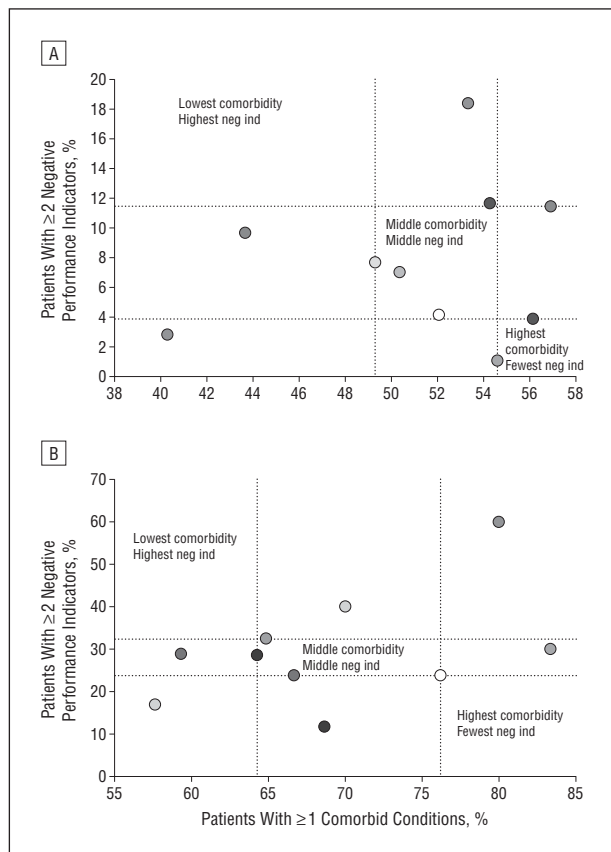 A
Patients With ≥2 Negative
Performance Indicators, %
20
18
16
14
12
10
8
6
4
2
0
Lowest comorbidity
Highest neg ind
Middle comorbidity
Middle neg ind
Highest
comorbidity
Fewest neg ind
38 40 42 44 46 48 50 52 54 56 58
B
Patients With ≥2 Negative
Performance Indicators, %
70
60
50
40
30
20
10
0
Lowest comorbidity
Highest neg ind
Middle comorbidity
Middle neg ind
Highest comorbidity
Fewest neg ind
55 60 65 70 75 80 85
Patients With ≥1 Comorbid Conditions, %